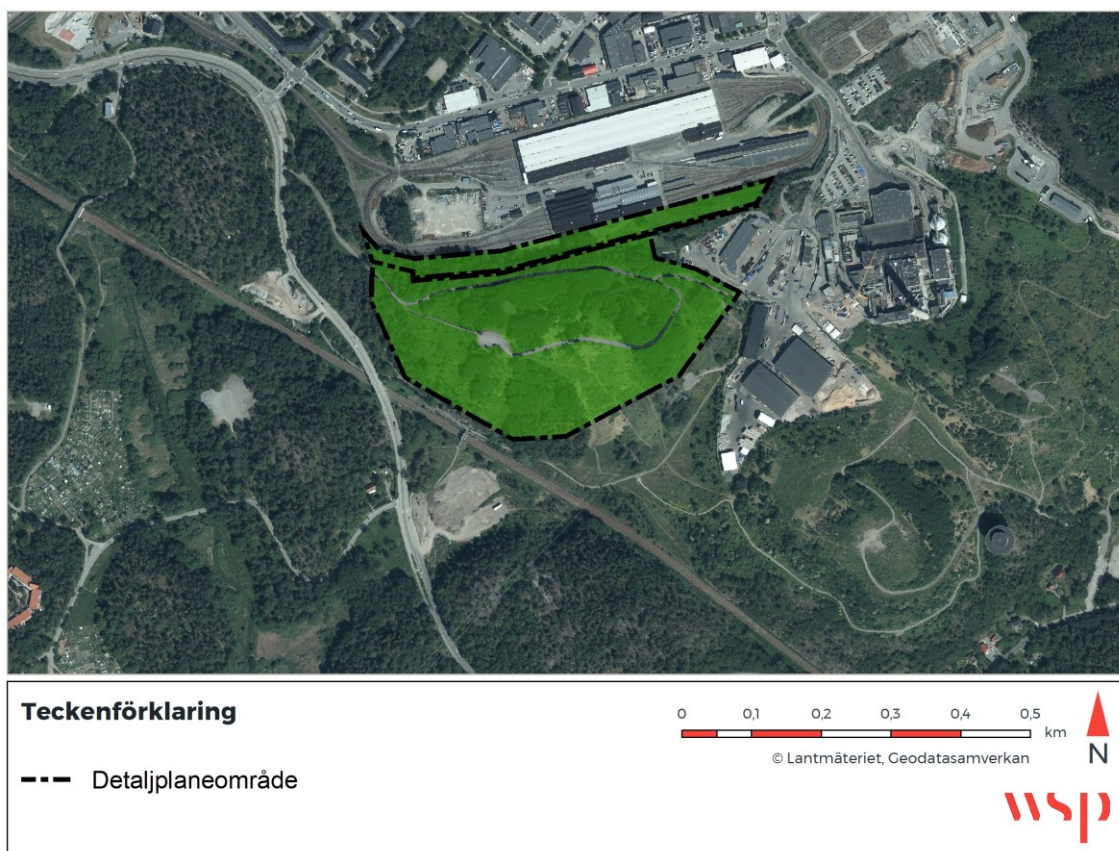 Teckenförklaring
Detaljplaneområde
0 0,1 0,2 0,3 0,4 0,5
km
© Lantmäteriet, Geodatasamverkan
N
wsp